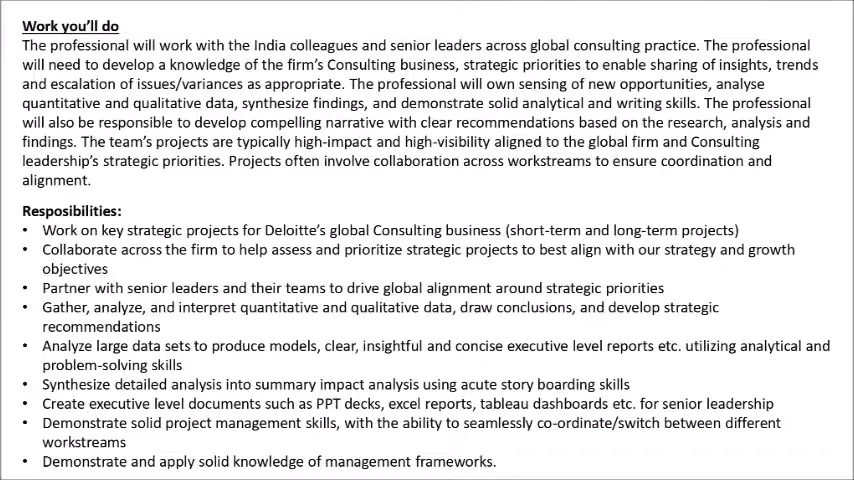 Work you'll do
The professional will work with the India colleagues and senior leaders across global consulting practice. The professional
will need to develop a knowledge of the firm's Consulting business, strategic priorities to enable sharing of insights, trends
and escalation of issues/variances as appropriate. The professional will own sensing of new opportunities, analyse
quantitative and qualitative data, synthesize findings, and demonstrate solid analytical and writing skills. The professional
will also be responsible to develop compelling narrative with clear recommendations based on the research, analysis and
findings. The team's projects are typically high-impact and high-visibility aligned to the global firm and Consulting
leadership's strategic priorities. Projects often involve collaboration across workstreams to ensure coordination and
alignment.
Resposibilities:
• Work on key strategic projects for Deloitte's global Consulting business (short-term and long-term projects)
• Collaborate across the firm to help assess and prioritize strategic projects to best align with our strategy and growth
objectives
• Partner with senior leaders and their teams to drive global alignment around strategic priorities
• Gather, analyze, and interpret quantitative and qualitative data, draw conclusions, and develop strategic
recommendations
• Analyze large data sets to produce models, clear, insightful and concise executive level reports etc. utilizing analytical and
problem-solving skills
• Synthesize detailed analysis into summary impact analysis using acute story boarding skills
• Create executive level documents such as PPT decks, excel reports, tableau dashboards etc. for senior leadership
• Demonstrate solid project management skills, with the ability to seamlessly co-ordinate/switch between different
workstreams
• Demonstrate and apply solid knowledge of management frameworks.